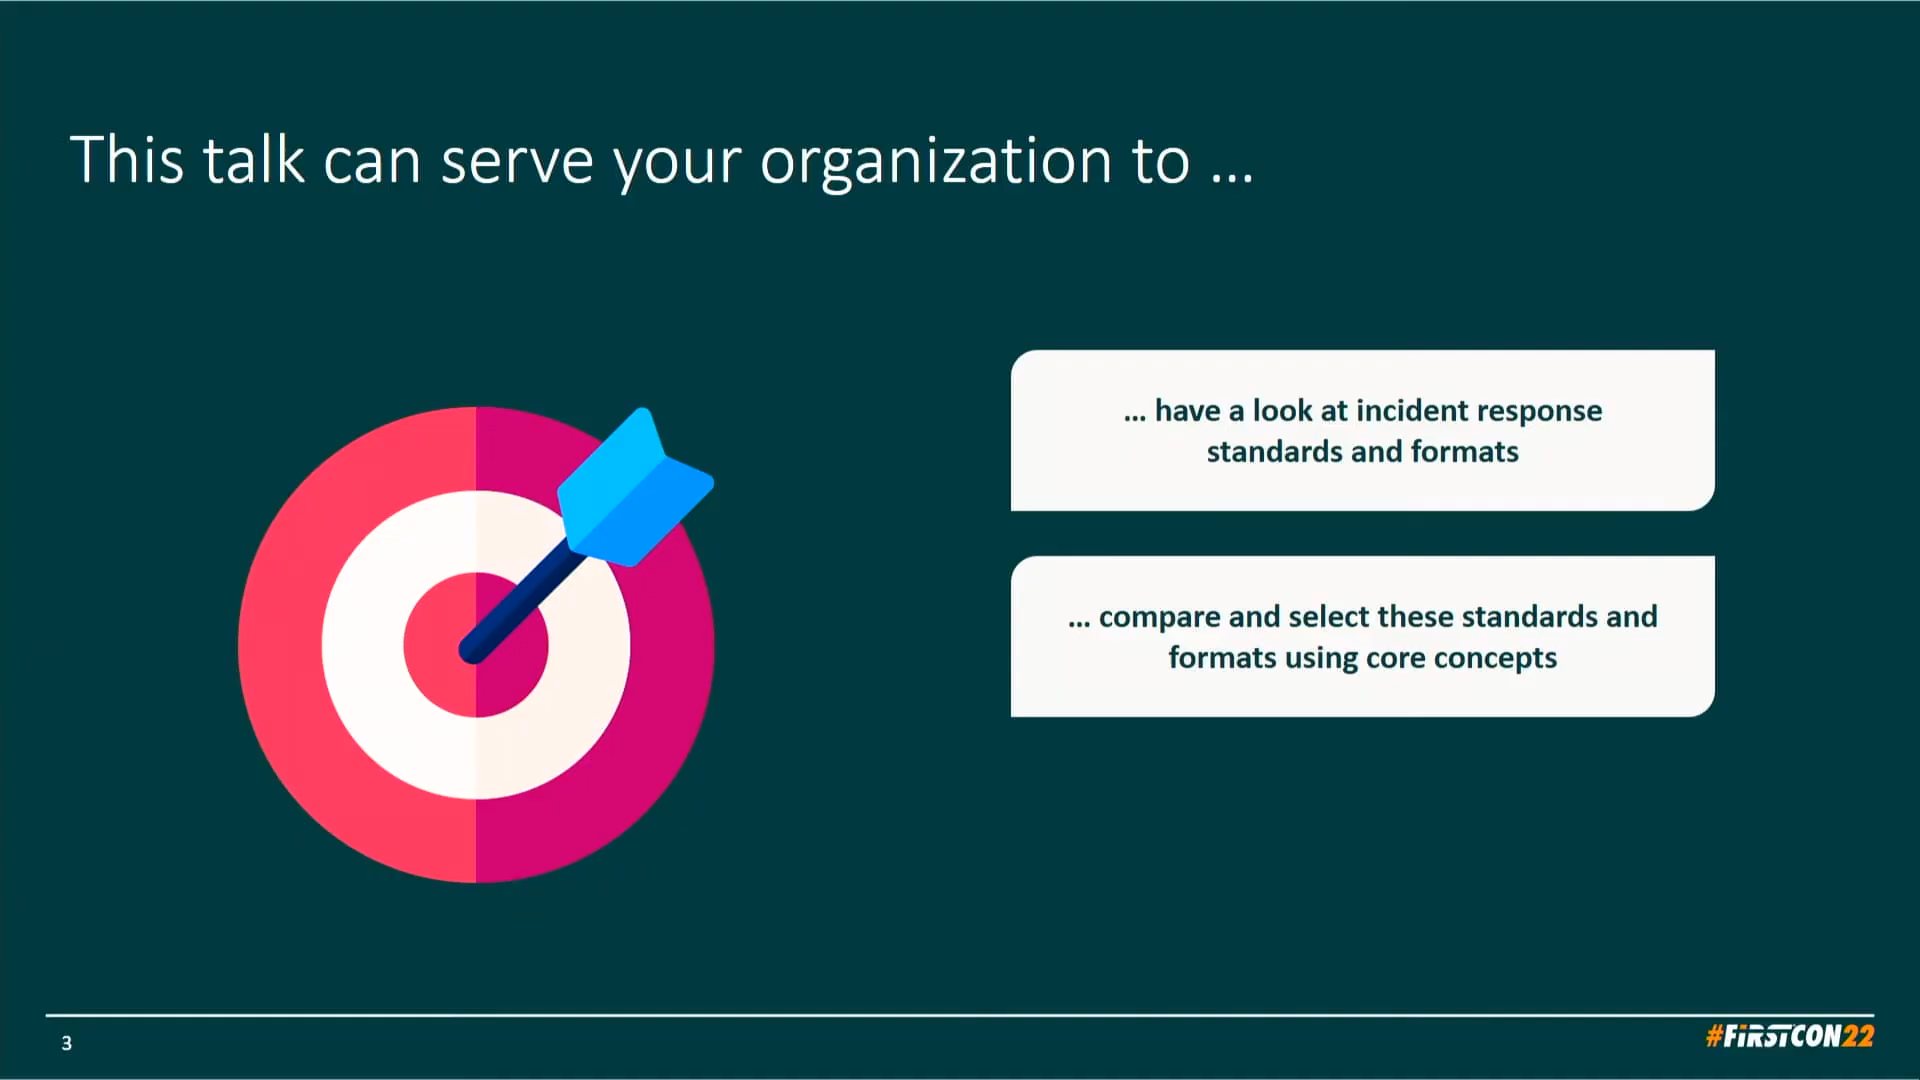 This talk can serve your organization to ...
... have a look at incident response
standards and formats
... compare and select these standards and
formats using core concepts
3
#FiRSTCON22